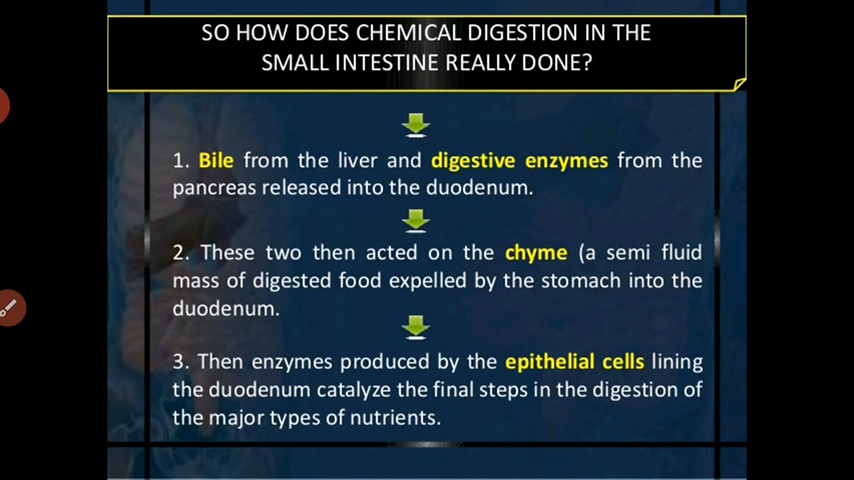 SO HOW DOES CHEMICAL DIGESTION IN THE
SMALL INTESTINE REALLY DONE?
1. Bile from the liver and digestive enzymes from the
pancreas released into the duodenum.
2. These two then acted on the chyme (a semi fluid
mass of digested food expelled by the stomach into the
duodenum.
3. Then enzymes produced by the epithelial cells lining
the duodenum catalyze the final steps in the digestion of
the major types of nutrients.